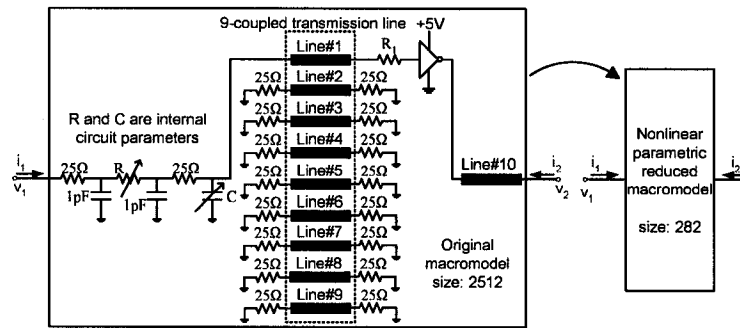 9-coupled transmission line
+5V
Line#1
R1
25Ω Line#2 25Ω
25Ω Line#3 25Ω
25Ω Line#4 25Ω
25Ω Line#5 25Ω
25Ω Line#6 25Ω
25Ω Line#7 25Ω
25Ω Line#8 25Ω
25Ω Line#9 25Ω
R and C are internal
circuit parameters
i1
v1
25Ω R 25Ω
1pF 1pF C
Line#10
i2
v2
Original
macromodel
size: 2512
i1
v1
Nonlinear
parametric
reduced
macromodel
size: 282
i2